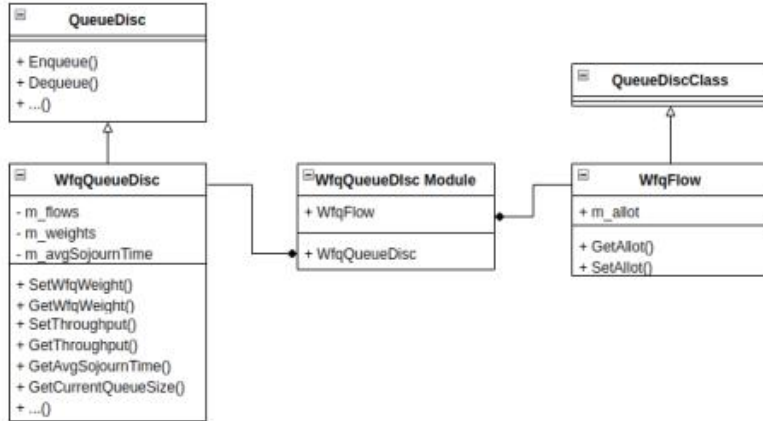 QueueDisc
+ Enqueue()
+ Dequeue()
+ ...()
QueueDiscClass
WfqQueueDisc
- m_flows
- m_weights
- m_avgSojournTime
+ SetWfqWeight()
+ GetWfqWeight()
+ SetThroughput()
+ GetThroughput()
+ GetAvgSojournTime()
+ GetCurrentQueueSize()
+ ...()
WfqQueueDIsc Module
+ WfqFlow
+ WfqQueueDisc
WfqFlow
+ m_allot
+ GetAllot()
+ SetAllot()